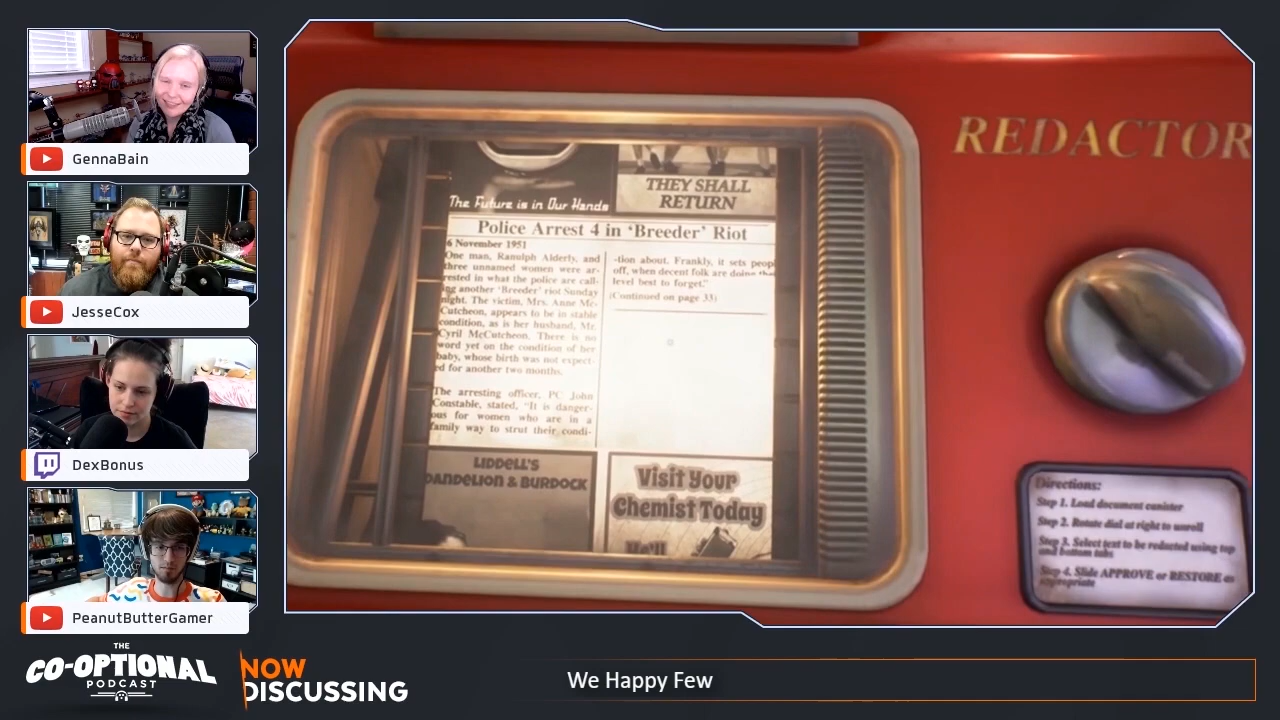 GennaBain
JesseCox
DexBonus
PeanutButterGamer
THE
CO-OPTIONAL
PODCAST
NOW
DISCUSSING
We Happy Few
REDACTOR
The Future is in Our Hands
THEY SHALL
RETURN
Police Arrest 4 in ‘Breeder’ Riot
6 November 1951
One man, Ranulph Alderly, and
three unnamed women were ar-
rested in what the police are call-
ing another ‘Breeder’ riot Sunday
night. The victim, Mrs. Anne Mc-
Cutcheon, appears to be in stable
condition, as is her husband, Mr.
Cyril McCutcheon. There is no
word yet on the condition of her
baby, whose birth was not expect-
ed for another two months.
The arresting officer, PC John
Constable, stated, “It is danger-
ous for women who are in a
family way to strut their condi-
-tion about. Frankly, it sets peopl
off, when decent folk are doing
level best to forget.”
(Continued on page 33)
LIDDELL'S
DANDELION & BURDOCK
Visit Your
Chemist Today
He'll
Directions:
Step 1. Load document canister
Step 2. Rotate dial at right to unroll
Step 3. Select text to be redacted using top
and bottom tabs
Step 4. Slide APPROVE or RESTORE as
appropriate